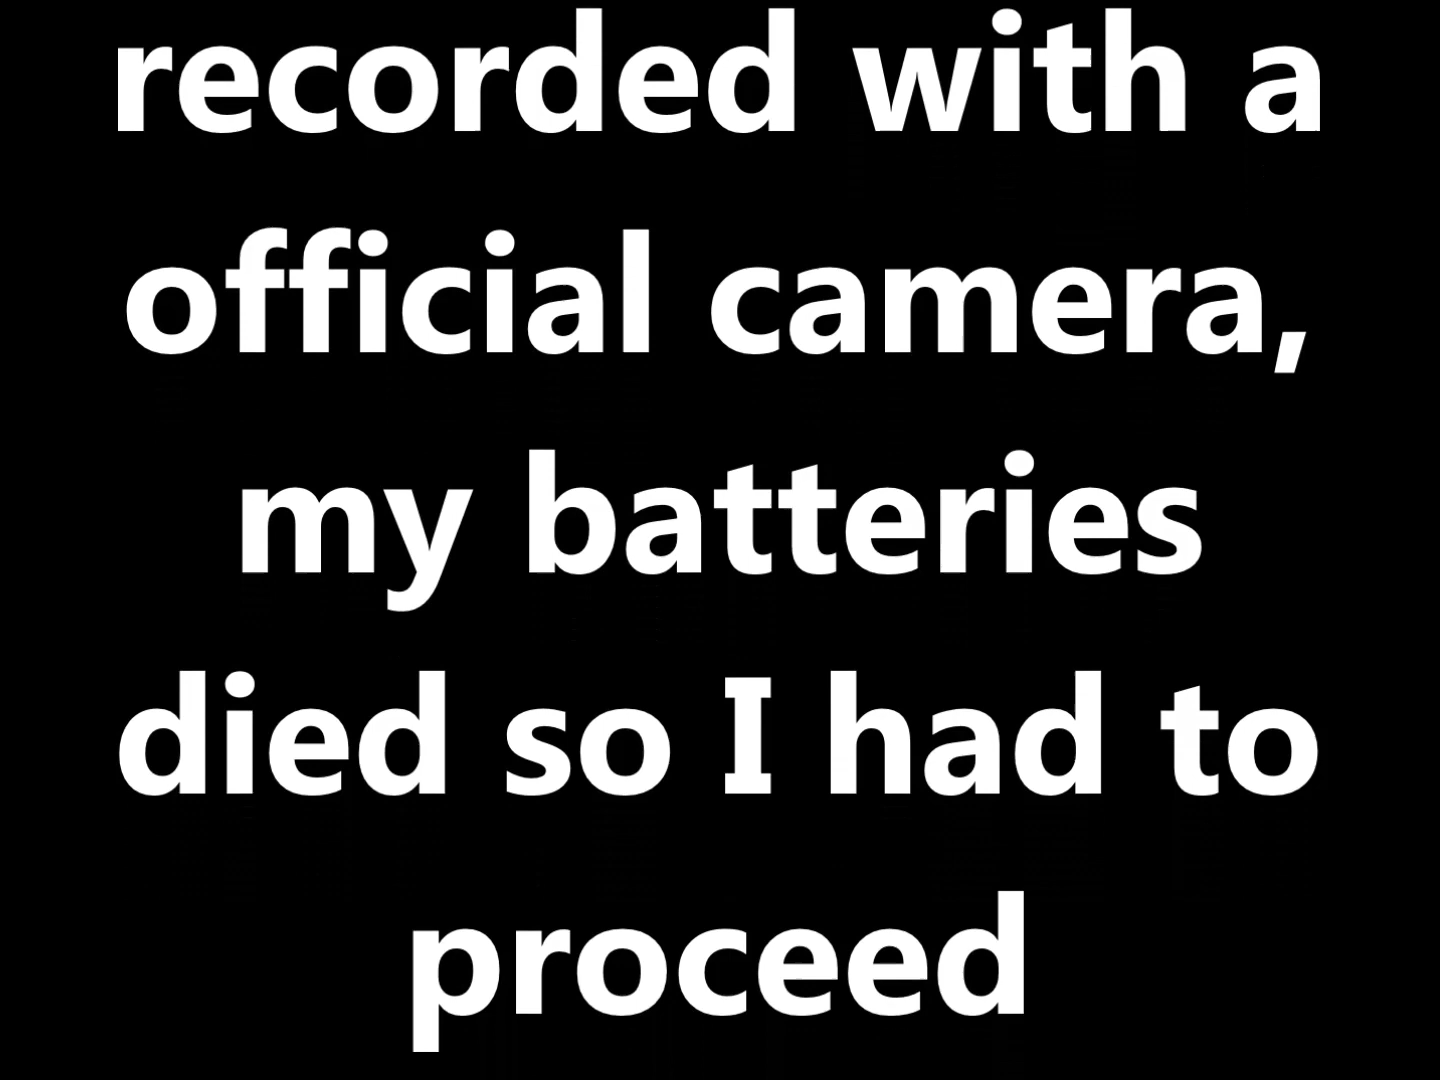 recorded with a
official camera,
my batteries
died so I had to
proceed